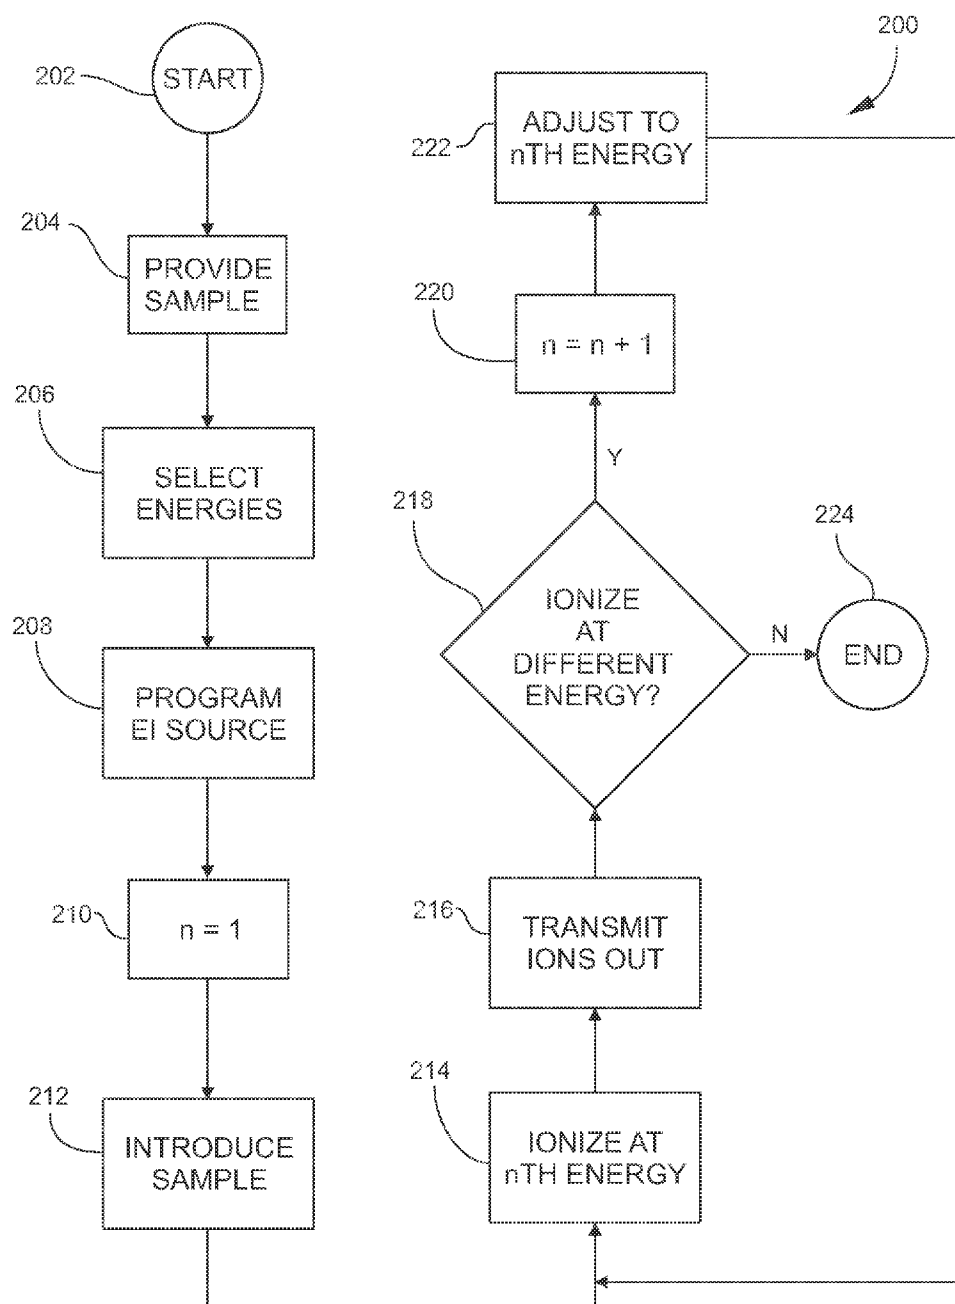 202
START
204
PROVIDE
SAMPLE
206
SELECT
ENERGIES
208
PROGRAM
EI SOURCE
210
n = 1
212
INTRODUCE
SAMPLE
200
222
ADJUST TO
nTH ENERGY
220
n = n + 1
Y
218
IONIZE
AT
DIFFERENT
ENERGY?
N
224
END
216
TRANSMIT
IONS OUT
214
IONIZE AT
nTH ENERGY